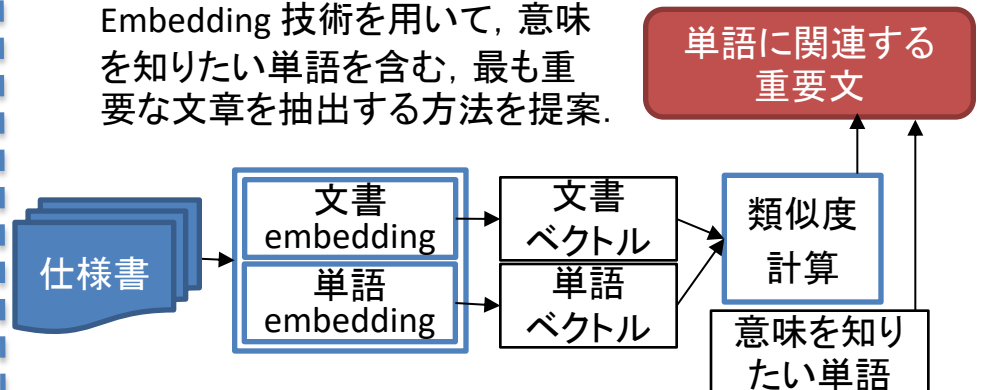 Embedding 技術を用いて，意味
を知りたい単語を含む，最も重
要な文章を抽出する方法を提案．
単語に関連する
重要文
仕様書
文書
embedding
単語
embedding
文書
ベクトル
単語
ベクトル
類似度
計算
意味を知り
たい単語